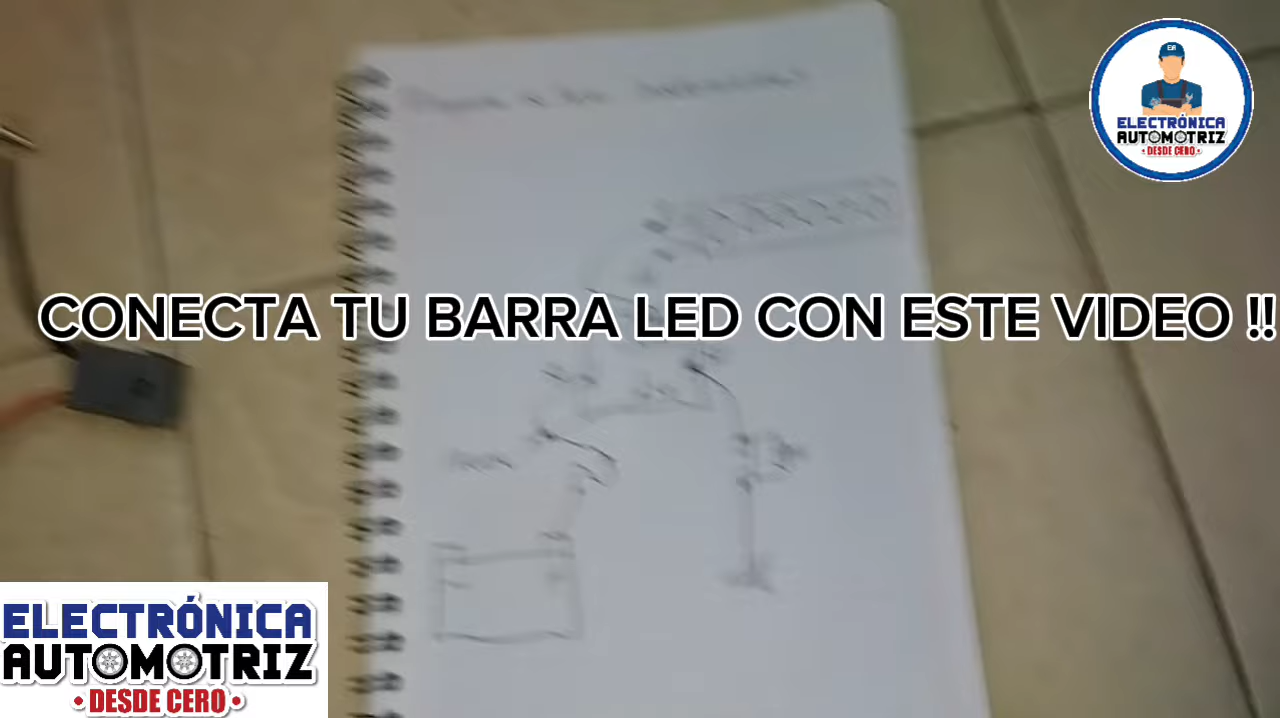 ELECTRÓNICA
AUTOMOTRIZ
• DESDE CERO •
CONECTA TU BARRA LED CON ESTE VIDEO !!
ELECTRÓNICA
AUTOMOTRIZ
• DESDE CERO •